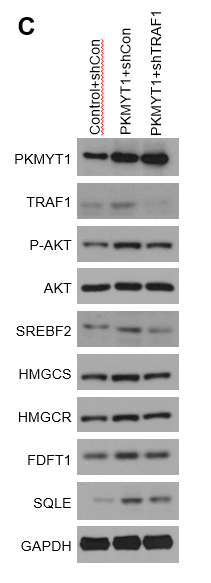 C
Control+shCon
PKMYT1+shCon
PKMYT1+shTRAF1
PKMYT1
TRAF1
P-AKT
AKT
SREBF2
HMGCS
HMGCR
FDFT1
SQLE
GAPDH